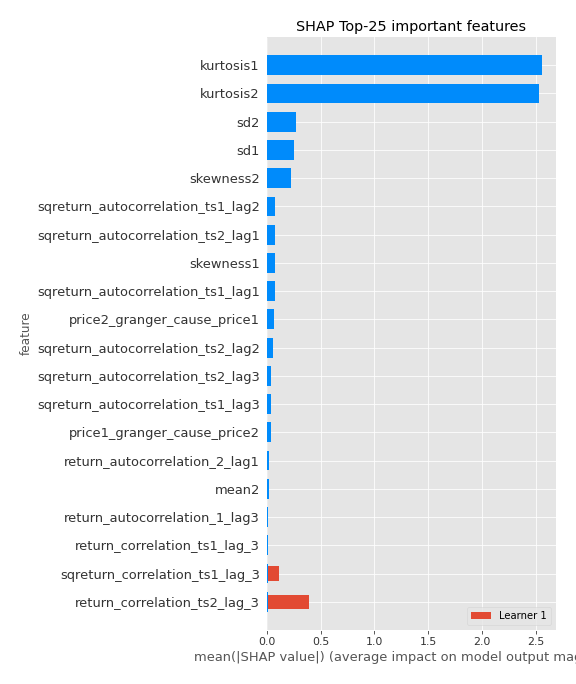 SHAP Top-25 important features
kurtosis1
kurtosis2
sd2
sd1
skewness2
sqreturn_autocorrelation_ts1_lag2
sqreturn_autocorrelation_ts2_lag1
skewness1
sqreturn_autocorrelation_ts1_lag1
price2_granger_cause_price1
sqreturn_autocorrelation_ts2_lag2
sqreturn_autocorrelation_ts2_lag3
sqreturn_autocorrelation_ts1_lag3
price1_granger_cause_price2
return_autocorrelation_2_lag1
mean2
return_autocorrelation_1_lag3
return_correlation_ts1_lag_3
sqreturn_correlation_ts1_lag_3
return_correlation_ts2_lag_3
feature
Learner 1
0.0 0.5 1.0 1.5 2.0 2.5
mean(|SHAP value|) (average impact on model output mag